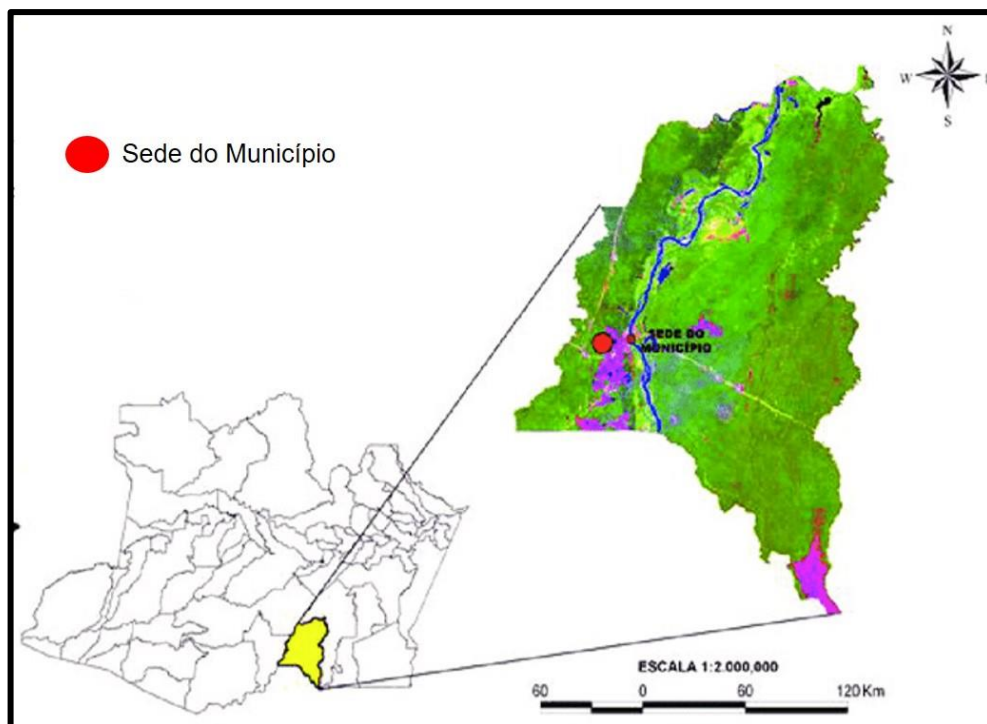 N
W
S
Sede do Município
SEDE DO
MUNICÍPIO
ESCALA 1:2.000,000
60 0 60 120 Km